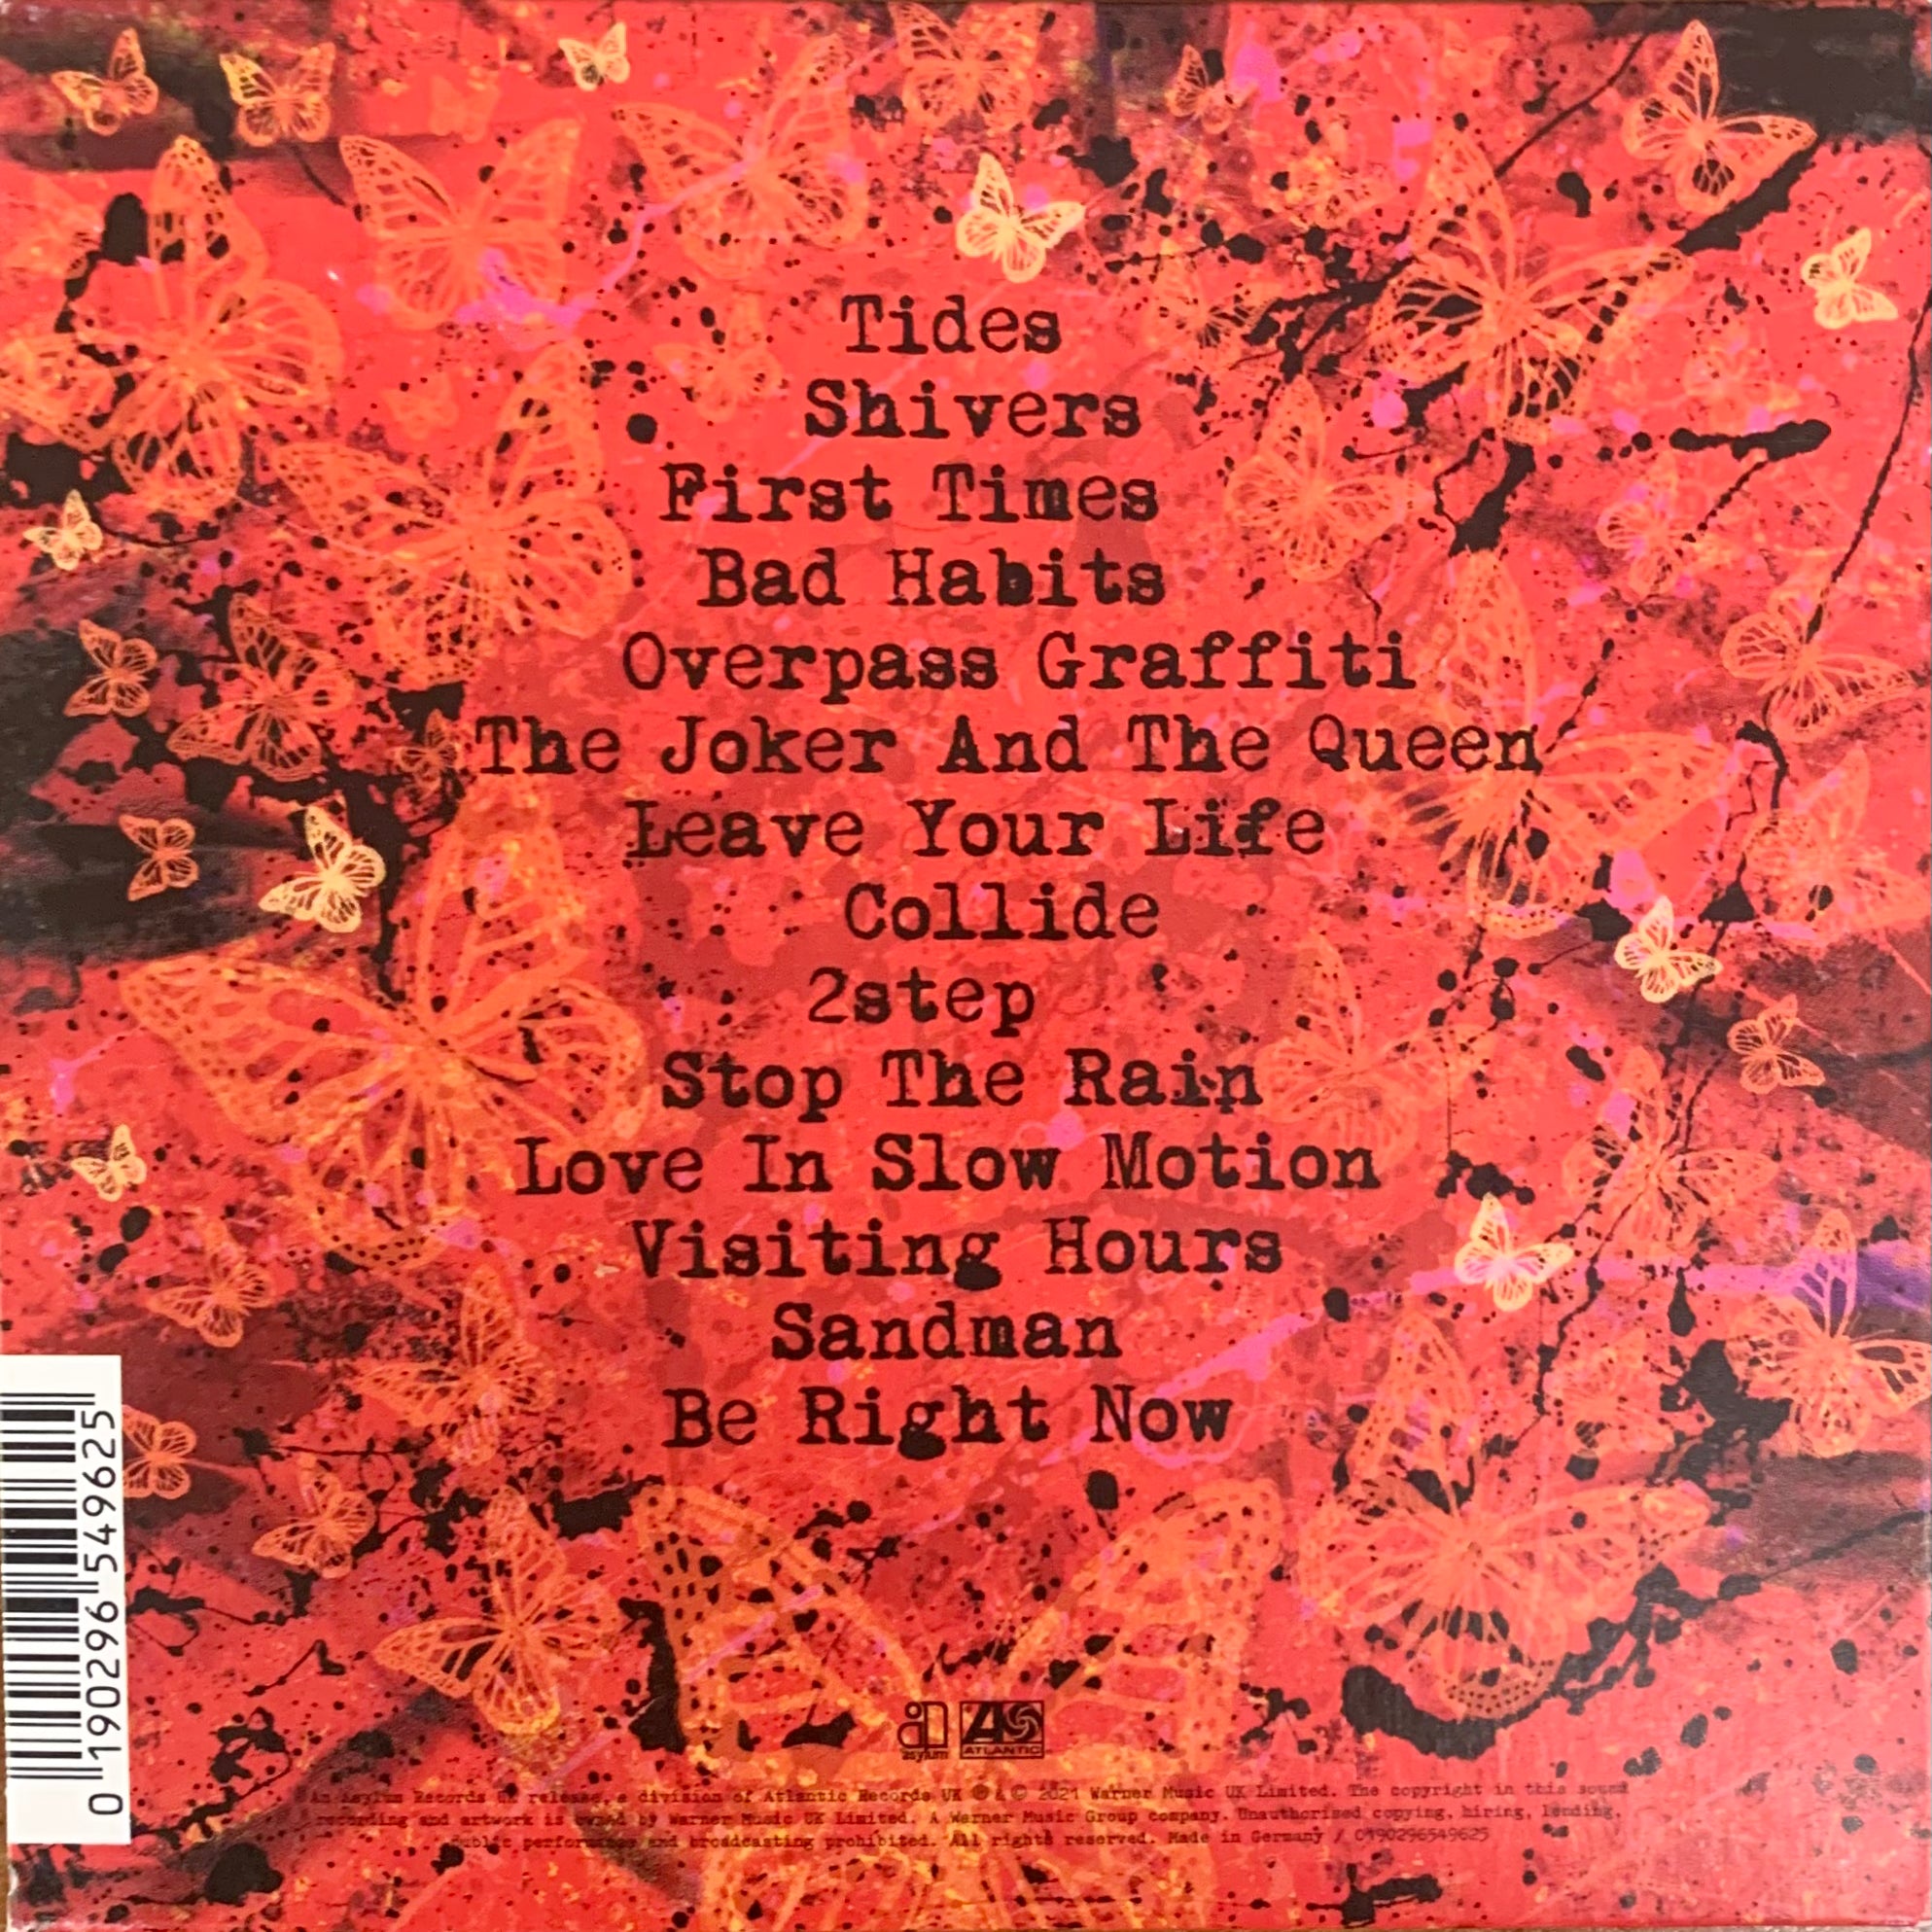 Tides
Shivers
First Times
Bad Habits
Overpass Graffiti
The Joker And The Queen
Leave Your Life
Collide
2step
Stop The Rain
Love In Slow Motion
Visiting Hours
Sandman
Be Right Now
0 190296 549625
asylum ATLANTIC
An Asylum Records UK release, a division of Atlantic Records UK ℗ & © 2021 Warner Music UK Limited. The copyright in this sound
recording and artwork is owned by Warner Music UK Limited. A Warner Music Group company. Unauthorised copying, hiring, lending,
public performance and broadcasting prohibited. All rights reserved. Made in Germany / 0190296549625